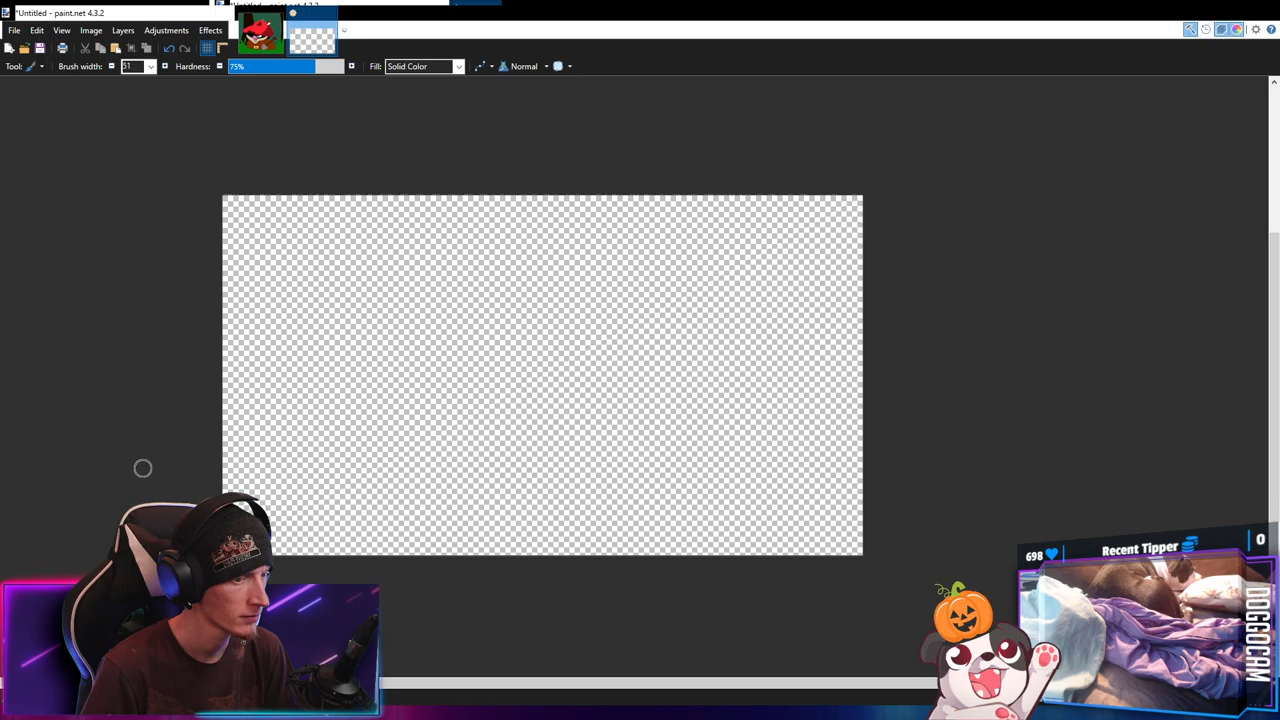 *Untitled - paint.net 4.3.2
File Edit View Image Layers Adjustments Effects
Tool: Brush width: 51 Hardness: 75% Fill: Solid Color Normal
698 Recent Tipper 0
DOGGOCAM